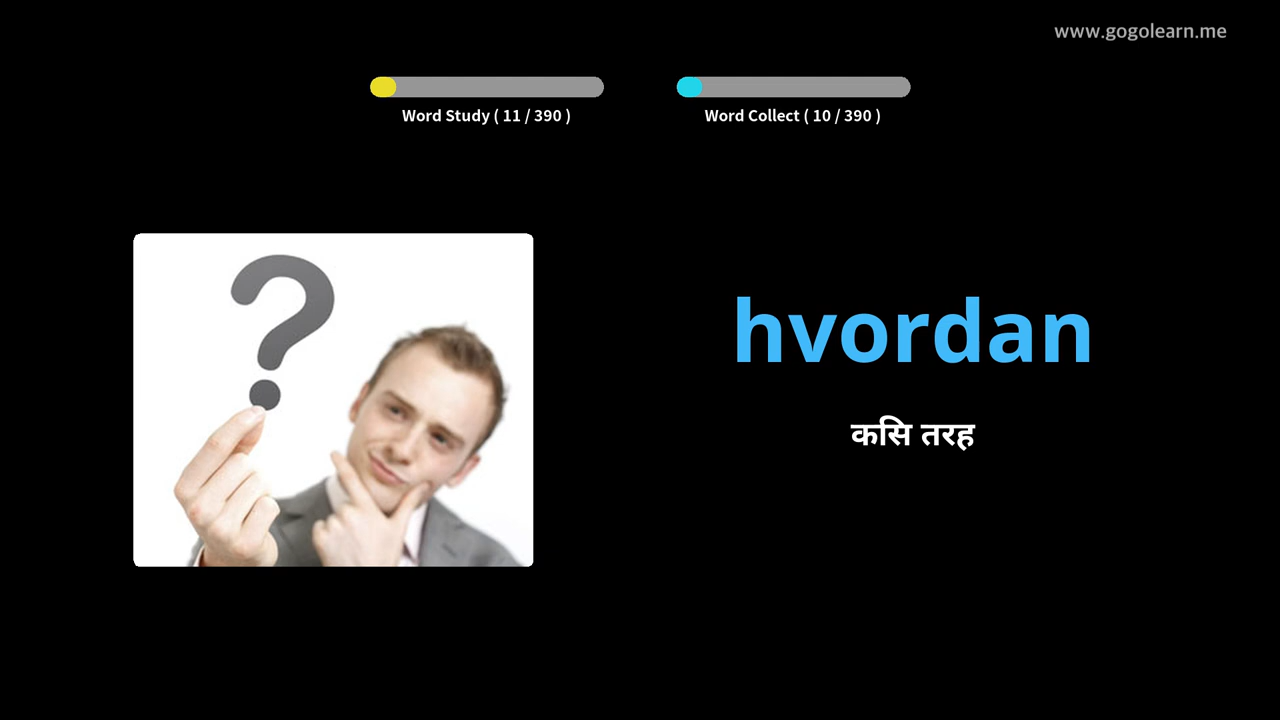 www.gogolearn.me
Word Study ( 11 / 390 )
Word Collect ( 10 / 390 )
hvordan
कसि तरह